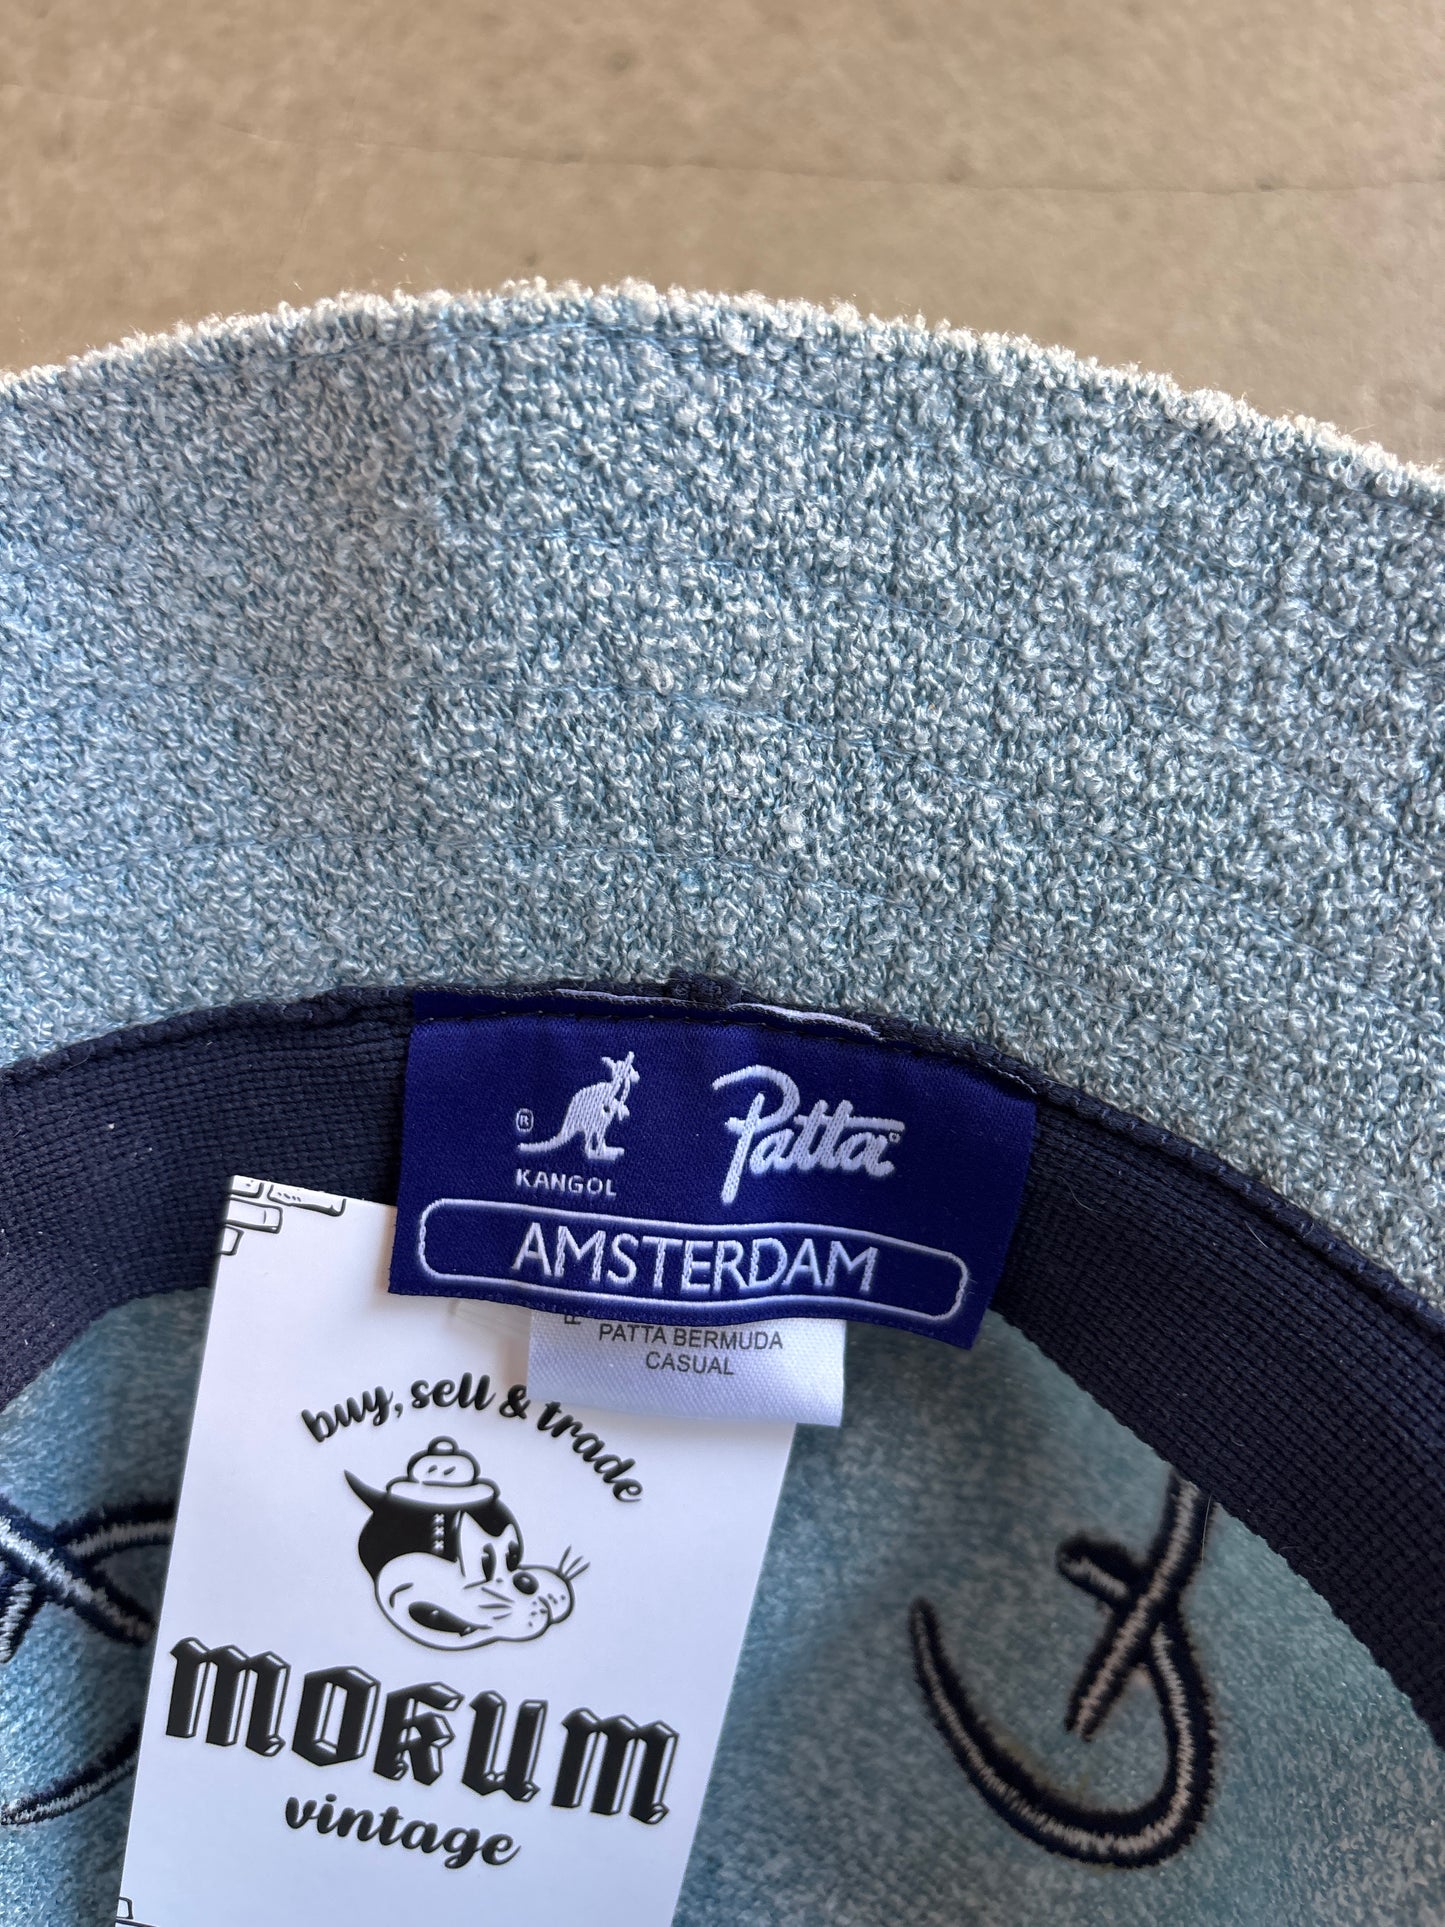 ® KANGOL
Patta®
AMSTERDAM
PATTA BERMUDA
CASUAL
buy, sell & trade
MOKUM
vintage